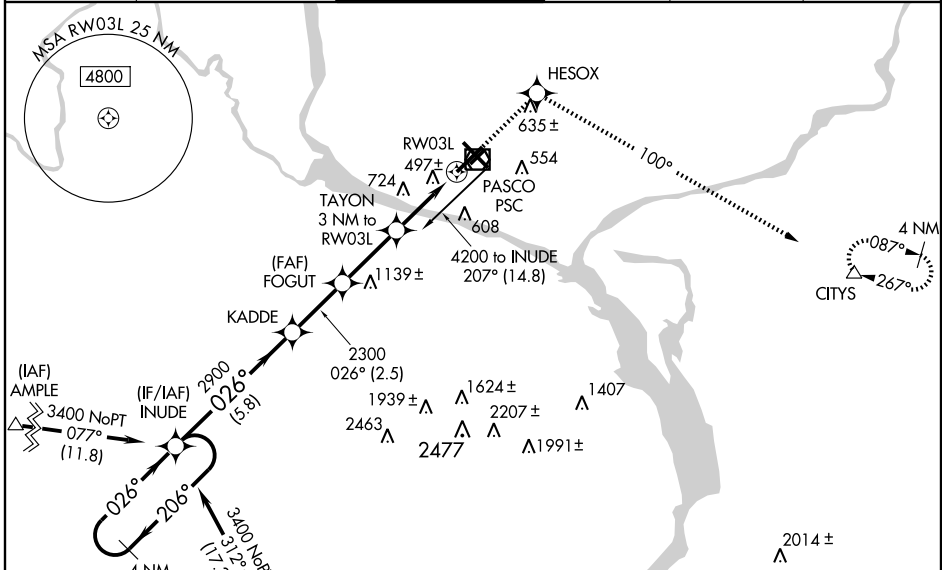 MSA RW03L 25 NM
4800
HESOX
635±
RW03L
497±
554
724
PASCO
PSC
100°
TAYON
3 NM to
RW03L
608
4200 to INUDE
207° (14.8)
4 NM
087°
267°
CITYS
(FAF)
FOGUT
1139±
KADDE
2300
026° (2.5)
2900
026°
(5.8)
(IAF)
AMPLE
3400 NoPT
077°
(11.8)
(IF/IAF)
INUDE
1939±
1624±
1407
2463
2477
2207±
1991±
026°
206°
3400 NoPT
312°
(17.
4 NM
2014±